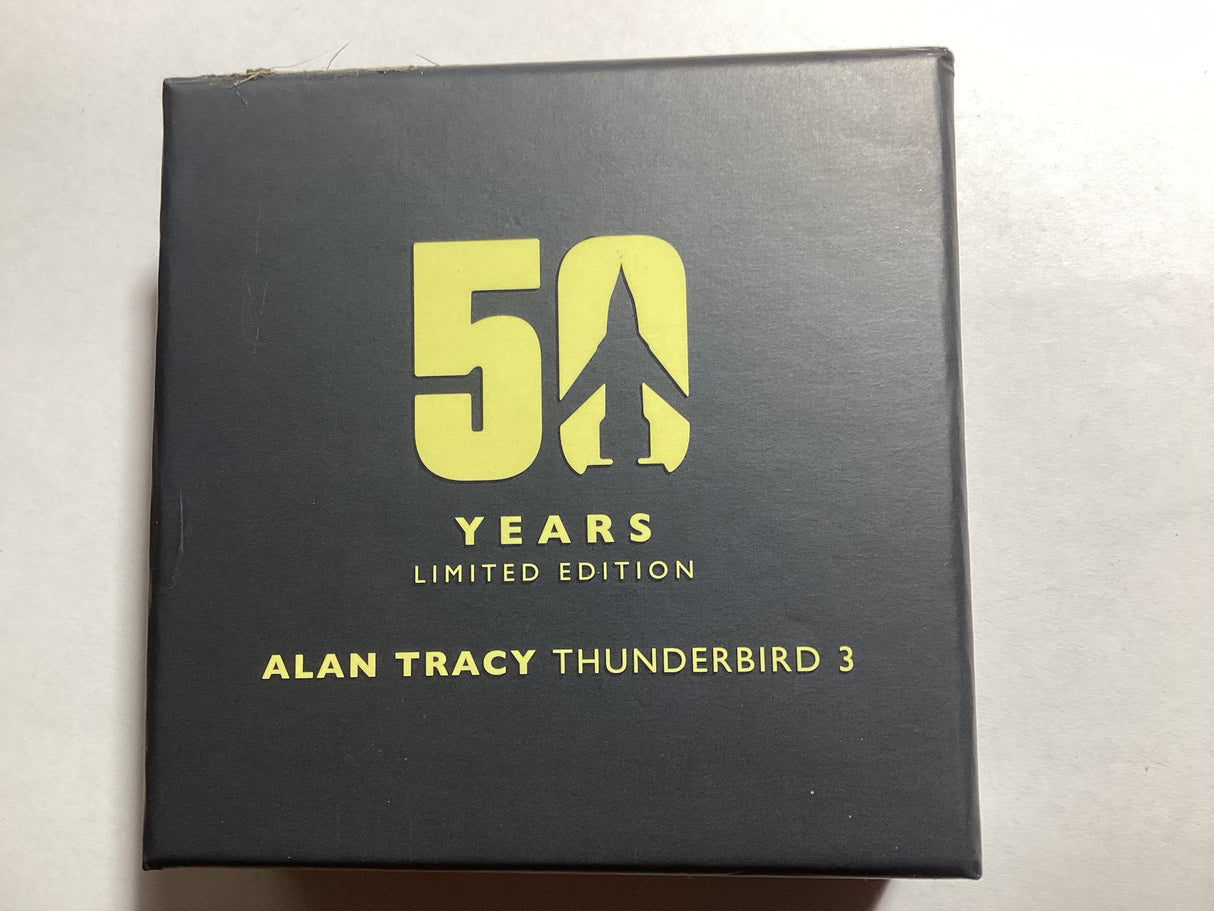 50
YEARS
LIMITED EDITION
ALAN TRACY THUNDERBIRD 3